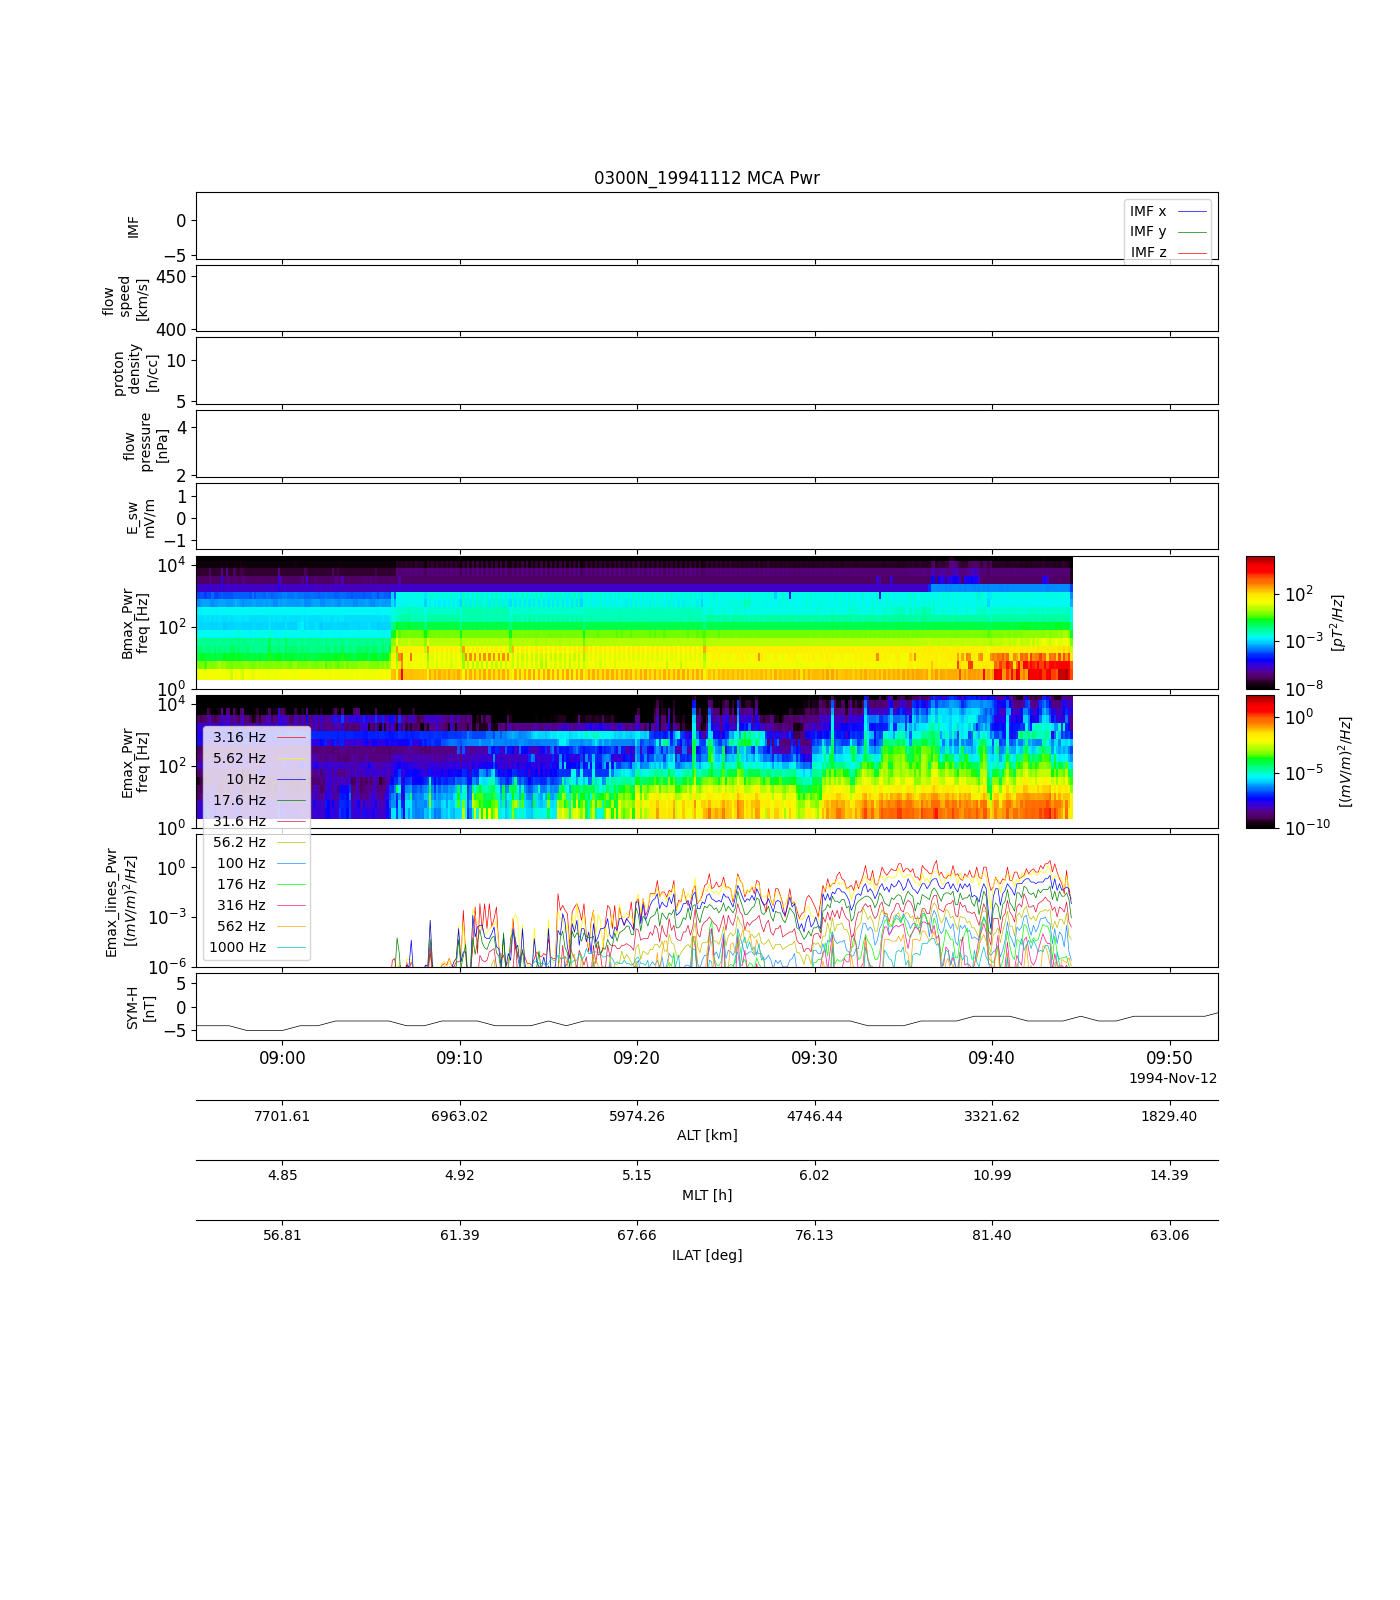 0300N_19941112 MCA Pwr
IMF
0
−5
IMF x
IMF y
IMF z
flow
speed
[km/s]
450
400
proton
density
[n/cc]
10
5
flow
pressure
[nPa]
4
2
E_sw
mV/m
1
0
−1
Bmax_Pwr
freq [Hz]
10^4
10^2
10^0
10^2
10^−3
10^−8
[pT^2/Hz]
Emax_Pwr
freq [Hz]
10^4
10^2
10^0
10^0
10^−5
10^−10
[(mV/m)^2/Hz]
3.16 Hz
5.62 Hz
10 Hz
17.6 Hz
31.6 Hz
56.2 Hz
100 Hz
176 Hz
316 Hz
562 Hz
1000 Hz
Emax_lines_Pwr
[(mV/m)^2/Hz]
10^0
10^−3
10^−6
SYM-H
[nT]
5
0
−5
09:00 09:10 09:20 09:30 09:40 09:50
1994-Nov-12
7701.61 6963.02 5974.26 4746.44 3321.62 1829.40
ALT [km]
4.85 4.92 5.15 6.02 10.99 14.39
MLT [h]
56.81 61.39 67.66 76.13 81.40 63.06
ILAT [deg]